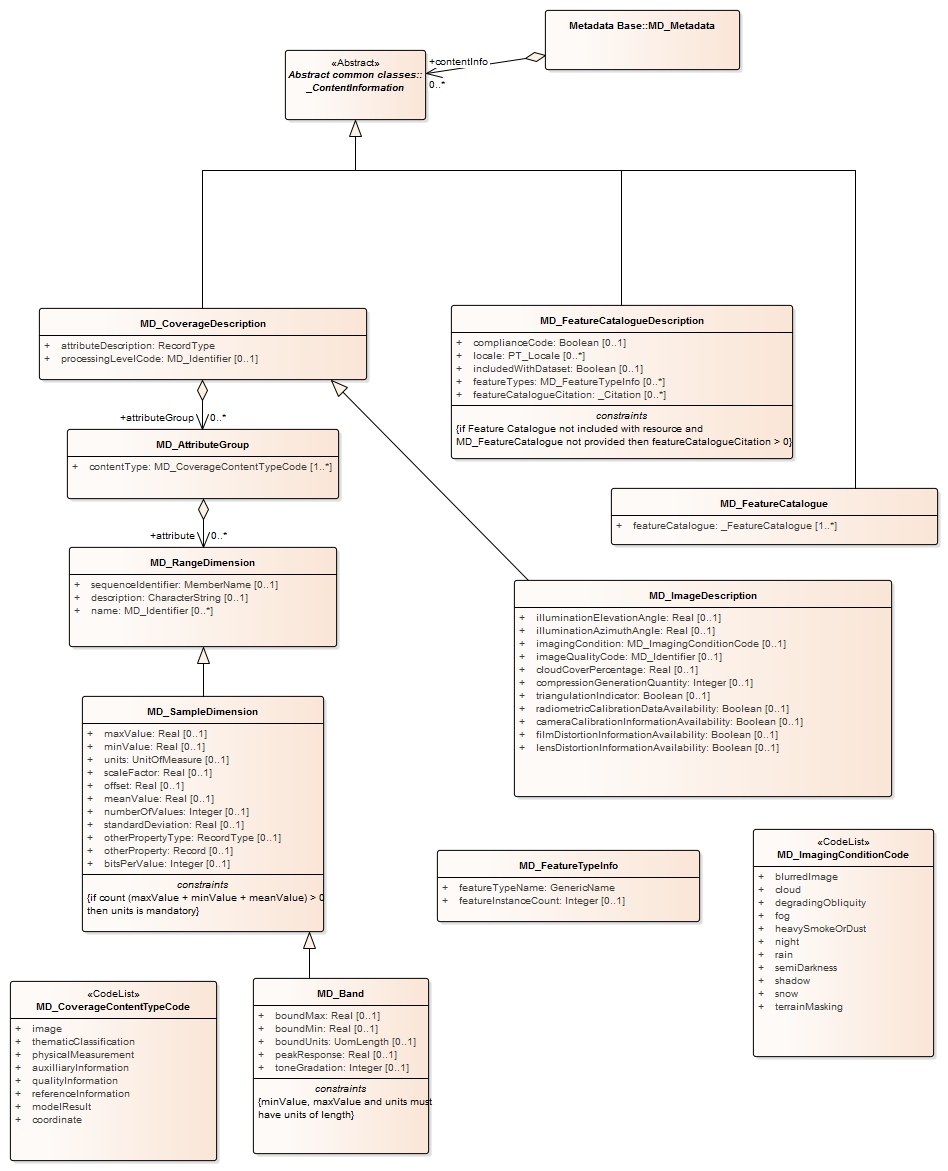 Metadata Base::MD_Metadata
«Abstract»
Abstract common classes::
_ContentInformation
+contentInfo
0..*
MD_CoverageDescription
+ attributeDescription: RecordType
+ processingLevelCode: MD_Identifier [0..1]
MD_FeatureCatalogueDescription
+ complianceCode: Boolean [0..1]
+ locale: PT_Locale [0..*]
+ includedWithDataset: Boolean [0..1]
+ featureTypes: MD_FeatureTypeInfo [0..*]
+ featureCatalogueCitation: _Citation [0..*]
constraints
{if Feature Catalogue not included with resource and
MD_FeatureCatalogue not provided then featureCatalogueCitation > 0}
+attributeGroup
0..*
MD_AttributeGroup
+ contentType: MD_CoverageContentTypeCode [1..*]
MD_FeatureCatalogue
+ featureCatalogue: _FeatureCatalogue [1..*]
+attribute
0..*
MD_RangeDimension
+ sequenceIdentifier: MemberName [0..1]
+ description: CharacterString [0..1]
+ name: MD_Identifier [0..*]
MD_ImageDescription
+ illuminationElevationAngle: Real [0..1]
+ illuminationAzimuthAngle: Real [0..1]
+ imagingCondition: MD_ImagingConditionCode [0..1]
+ imageQualityCode: MD_Identifier [0..1]
+ cloudCoverPercentage: Real [0..1]
+ compressionGenerationQuantity: Integer [0..1]
+ triangulationIndicator: Boolean [0..1]
+ radiometricCalibrationDataAvailability: Boolean [0..1]
+ cameraCalibrationInformationAvailability: Boolean [0..1]
+ filmDistortionInformationAvailability: Boolean [0..1]
+ lensDistortionInformationAvailability: Boolean [0..1]
MD_SampleDimension
+ maxValue: Real [0..1]
+ minValue: Real [0..1]
+ units: UnitOfMeasure [0..1]
+ scaleFactor: Real [0..1]
+ offset: Real [0..1]
+ meanValue: Real [0..1]
+ numberOfValues: Integer [0..1]
+ standardDeviation: Real [0..1]
+ otherPropertyType: RecordType [0..1]
+ otherProperty: Record [0..1]
+ bitsPerValue: Integer [0..1]
constraints
{if count (maxValue + minValue + meanValue) > 0
then units is mandatory}
MD_FeatureTypeInfo
+ featureTypeName: GenericName
+ featureInstanceCount: Integer [0..1]
«CodeList»
MD_ImagingConditionCode
+ blurredImage
+ cloud
+ degradingObliquity
+ fog
+ heavySmokeOrDust
+ night
+ rain
+ semiDarkness
+ shadow
+ snow
+ terrainMasking
«CodeList»
MD_CoverageContentTypeCode
+ image
+ thematicClassification
+ physicalMeasurement
+ auxilliaryInformation
+ qualityInformation
+ referenceInformation
+ modelResult
+ coordinate
MD_Band
+ boundMax: Real [0..1]
+ boundMin: Real [0..1]
+ boundUnits: UomLength [0..1]
+ peakResponse: Real [0..1]
+ toneGradation: Integer [0..1]
constraints
{minValue, maxValue and units must
have units of length}